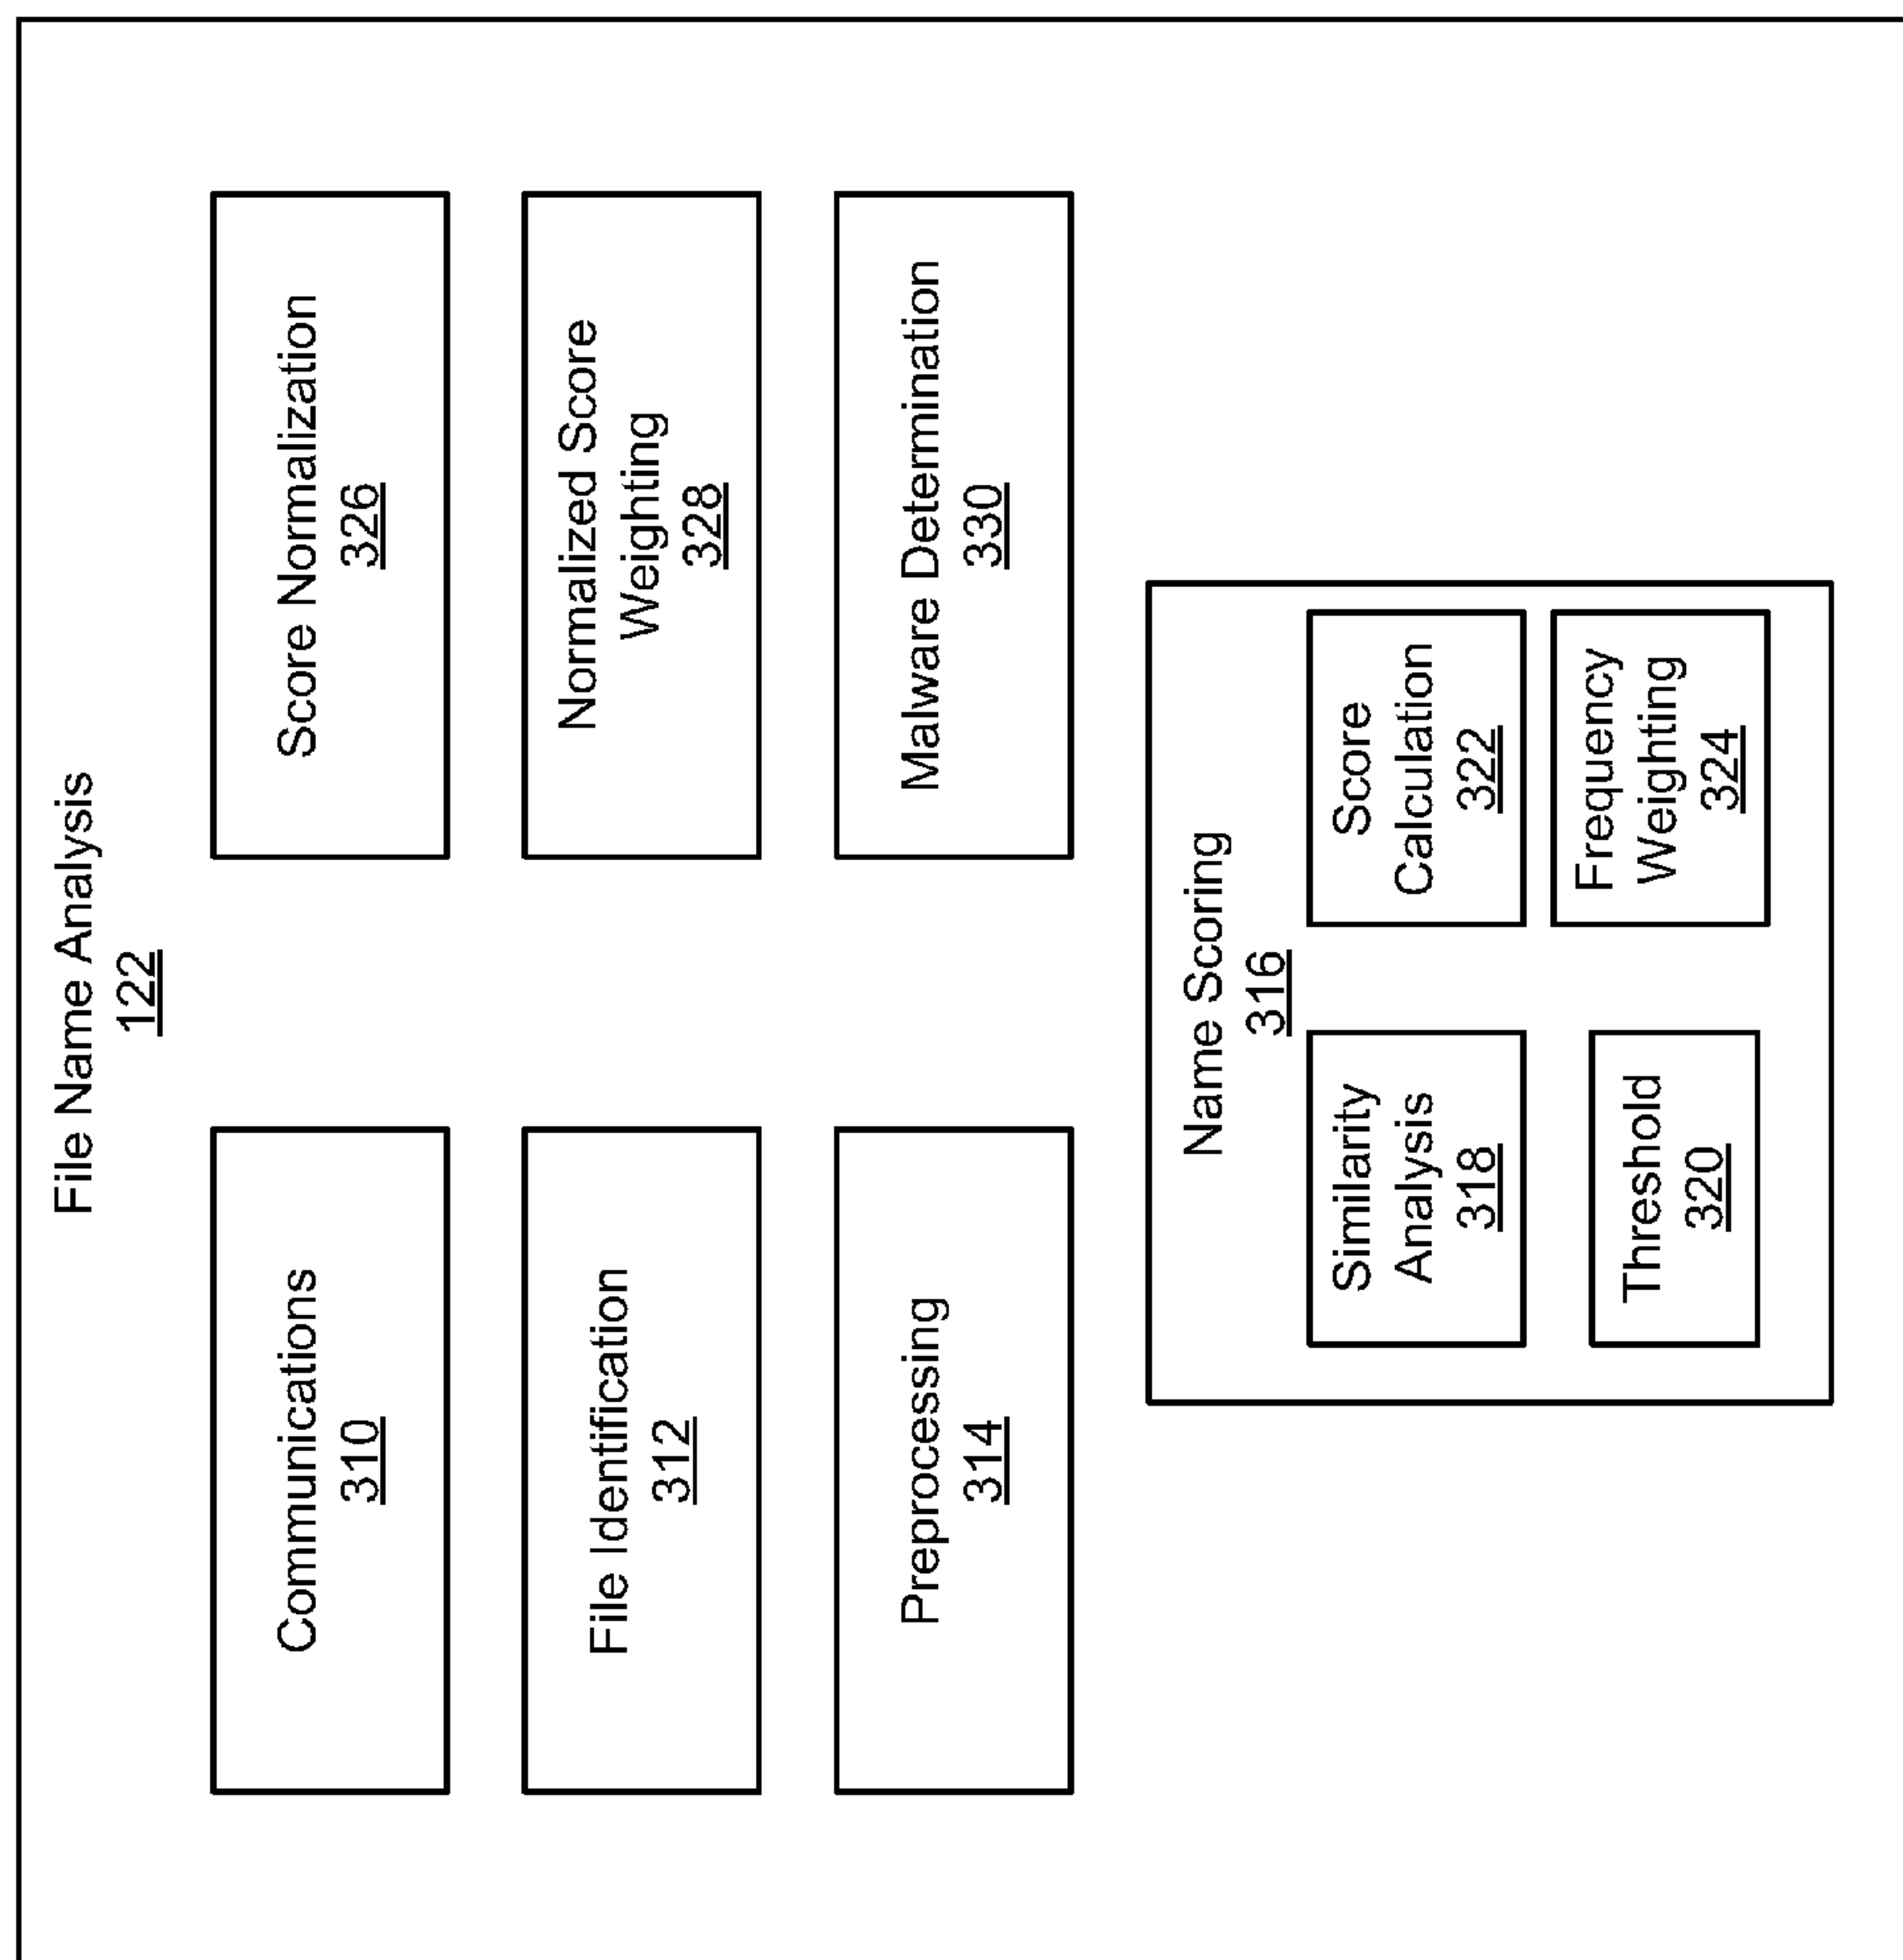 File Name Analysis
122
Communications
310
Score Normalization
326
File Identification
312
Normalized Score
Weighting
328
Preprocessing
314
Malware Determination
330
Name Scoring
316
Similarity
Analysis
318
Score
Calculation
322
Threshold
320
Frequency
Weighting
324